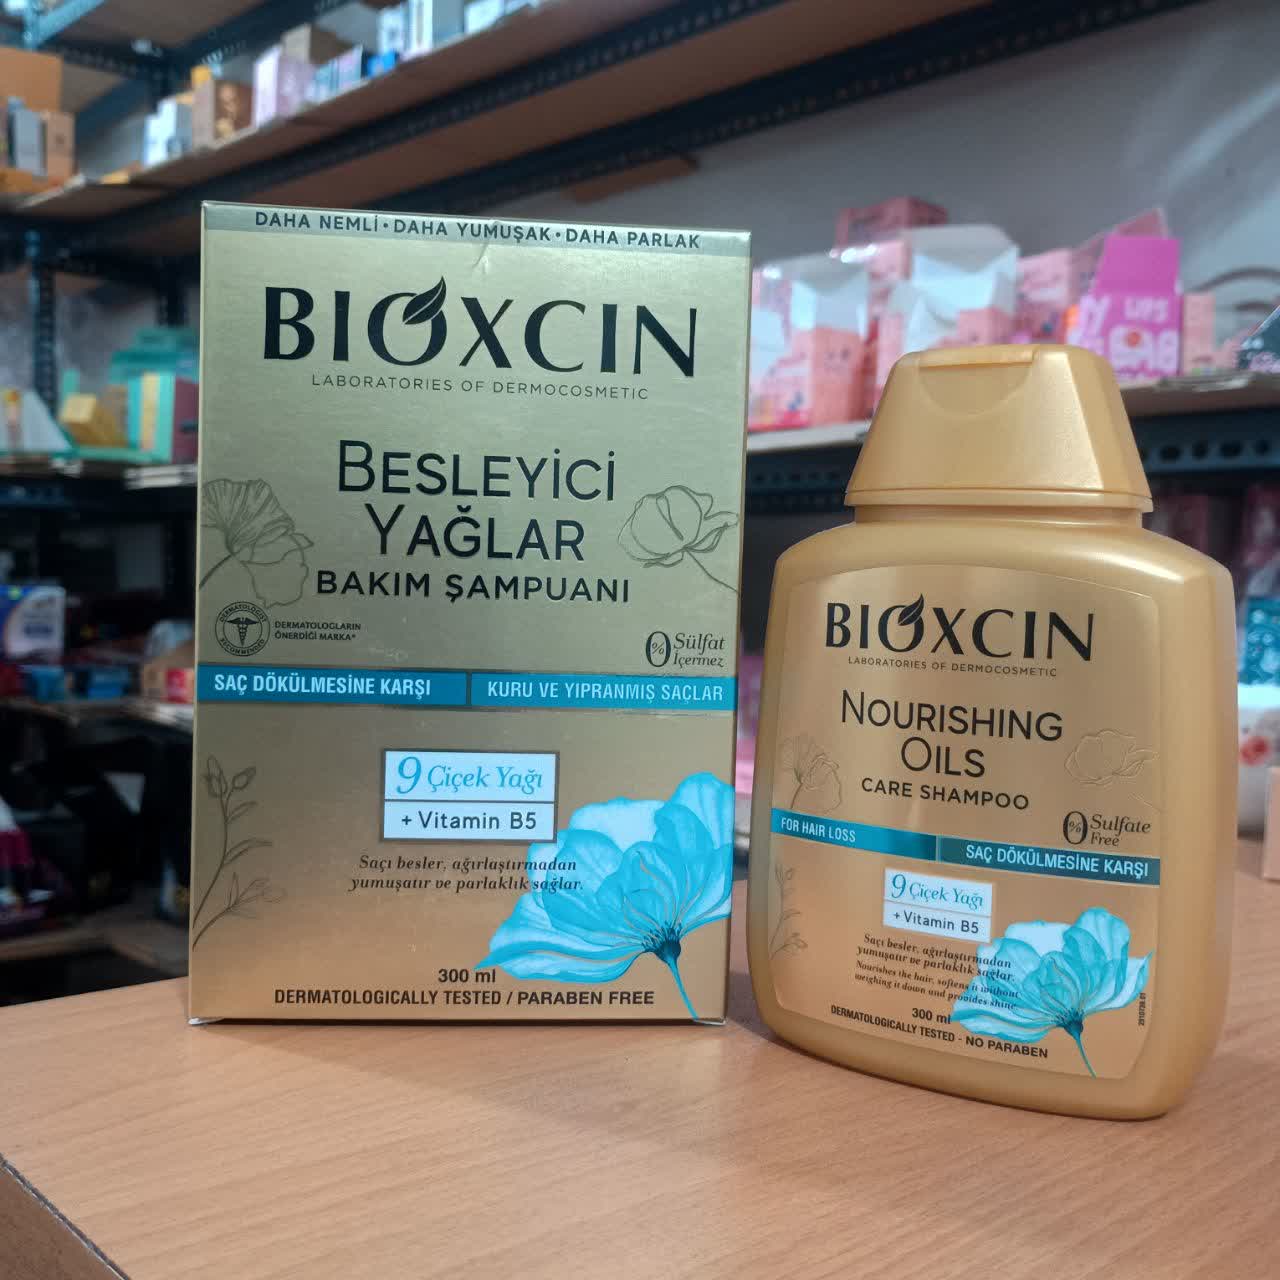 DAHA NEMLİ • DAHA YUMUŞAK • DAHA PARLAK
BIOXCIN
LABORATORIES OF DERMOCOSMETIC
BESLEYİCİ
YAĞLAR
BAKIM ŞAMPUANI
DERMATOLOGIST
RECOMMENDED
DERMATOLOGLARIN
ÖNERDİĞİ MARKA*
%0 Sülfat
İçermez
SAÇ DÖKÜLMESİNE KARŞI
KURU VE YIPRANMIŞ SAÇLAR
9 Çiçek Yağı
+ Vitamin B5
Saçı besler, ağırlaştırmadan
yumuşatır ve parlaklık sağlar.
300 ml
DERMATOLOGICALLY TESTED / PARABEN FREE
BIOXCIN
LABORATORIES OF DERMOCOSMETIC
NOURISHING
OILS
CARE SHAMPOO
%0 Sulfate
Free
FOR HAIR LOSS
SAÇ DÖKÜLMESİNE KARŞI
9 Çiçek Yağı
+ Vitamin B5
Saçı besler, ağırlaştırmadan
yumuşatır ve parlaklık sağlar.
Nourishes the hair, softens it without
weighing it down and provides shine
300 ml
DERMATOLOGICALLY TESTED - NO PARABEN
LIPS